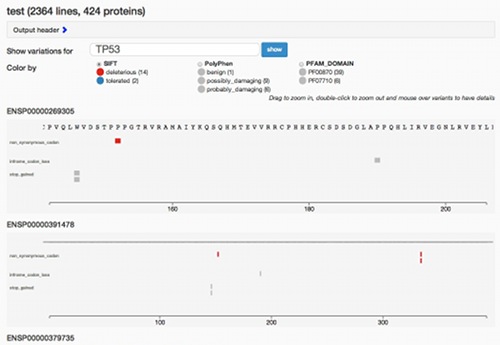 test (2364 lines, 424 proteins)
Output header
Show variations for TP53 show
Color by SIFT PolyPhen PFAM_DOMAIN
deleterious (14) benign (1) PF00870 (39)
tolerated (2) possibly_damaging (9) PF07710 (6)
probably_damaging (6)
Drag to zoom in, double-click to zoom out and mouse over variants to have details
ENSP00000269305
P V Q L W V D S T P P P G T R V R A M A I Y K Q S Q H M T E V V R R C P H H E R C S D S D G L A P P Q H L I R V E G N L R V E Y L
non_synonymous_codon
inframe_codon_loss
stop_gained
160 180 200
ENSP00000391478
non_synonymous_codon
inframe_codon_loss
stop_gained
100 200 300
ENSP00000379735